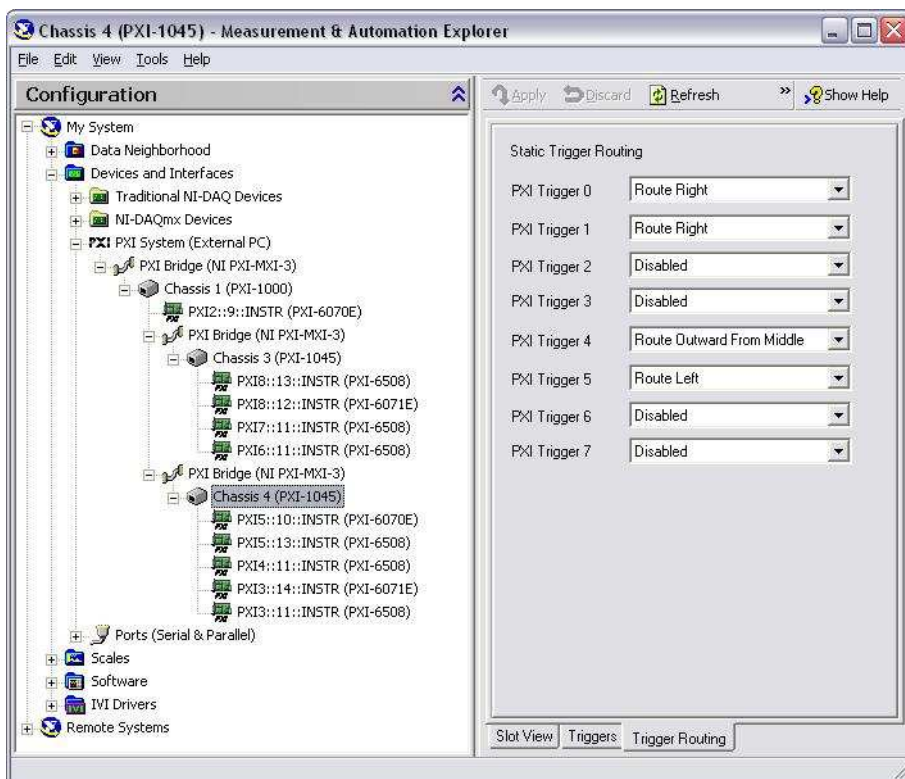 Chassis 4 (PXI-1045) - Measurement & Automation Explorer
File Edit View Tools Help
Configuration
My System
Data Neighborhood
Devices and Interfaces
Traditional NI-DAQ Devices
NI-DAQmx Devices
PXI PXI System (External PC)
PXI Bridge (NI PXI-MXI-3)
Chassis 1 (PXI-1000)
PXI2::9::INSTR (PXI-6070E)
PXI Bridge (NI PXI-MXI-3)
Chassis 3 (PXI-1045)
PXI8::13::INSTR (PXI-6508)
PXI8::12::INSTR (PXI-6071E)
PXI7::11::INSTR (PXI-6508)
PXI6::11::INSTR (PXI-6508)
PXI Bridge (NI PXI-MXI-3)
Chassis 4 (PXI-1045)
PXI5::10::INSTR (PXI-6070E)
PXI5::13::INSTR (PXI-6508)
PXI4::11::INSTR (PXI-6508)
PXI3::14::INSTR (PXI-6071E)
PXI3::11::INSTR (PXI-6508)
Ports (Serial & Parallel)
Scales
Software
IVI Drivers
Remote Systems
Apply Discard Refresh » Show Help
Static Trigger Routing
PXI Trigger 0 Route Right
PXI Trigger 1 Route Right
PXI Trigger 2 Disabled
PXI Trigger 3 Disabled
PXI Trigger 4 Route Outward From Middle
PXI Trigger 5 Route Left
PXI Trigger 6 Disabled
PXI Trigger 7 Disabled
Slot View Triggers Trigger Routing